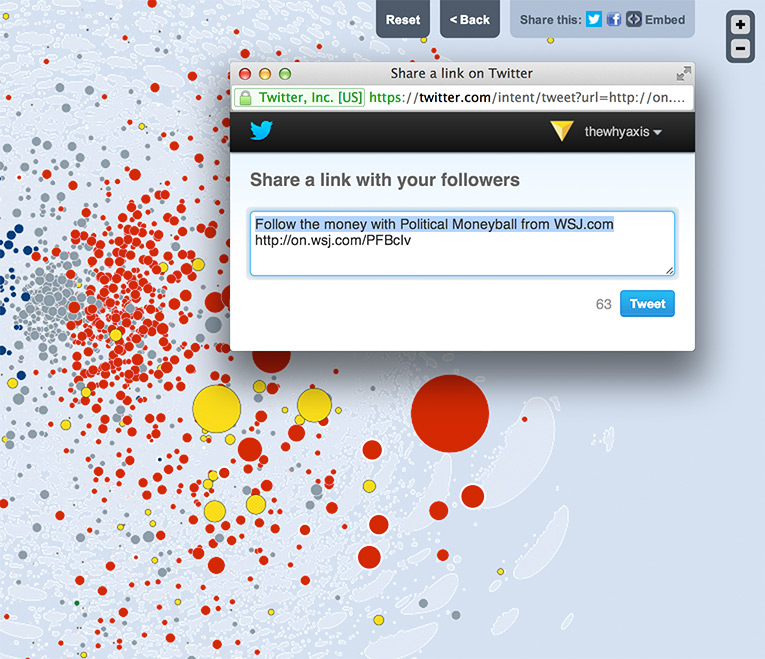 Reset
< Back
Share this:
Embed
Share a link on Twitter
Twitter, Inc. [US] https://twitter.com/intent/tweet?url=http://on....
thewhyaxis
Share a link with your followers
Follow the money with Political Moneyball from WSJ.com
http://on.wsj.com/PFBcIv
63
Tweet